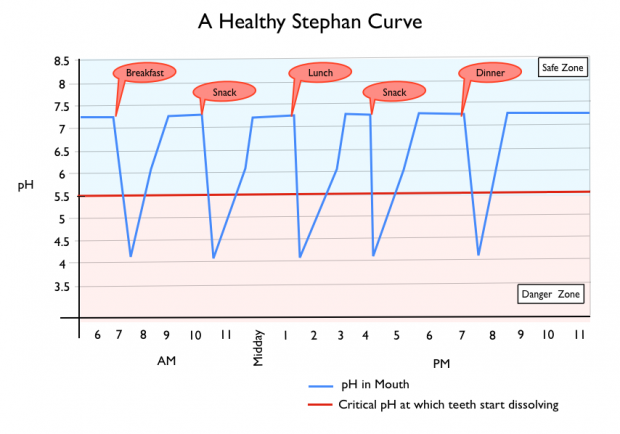 A Healthy Stephan Curve
8.5
8
7.5
7
6.5
6
5.5
5
4.5
4
3.5
pH
Breakfast
Snack
Lunch
Snack
Dinner
Safe Zone
Danger Zone
6 7 8 9 10 11 Midday 1 2 3 4 5 6 7 8 9 10 11
AM PM
pH in Mouth
Critical pH at which teeth start dissolving